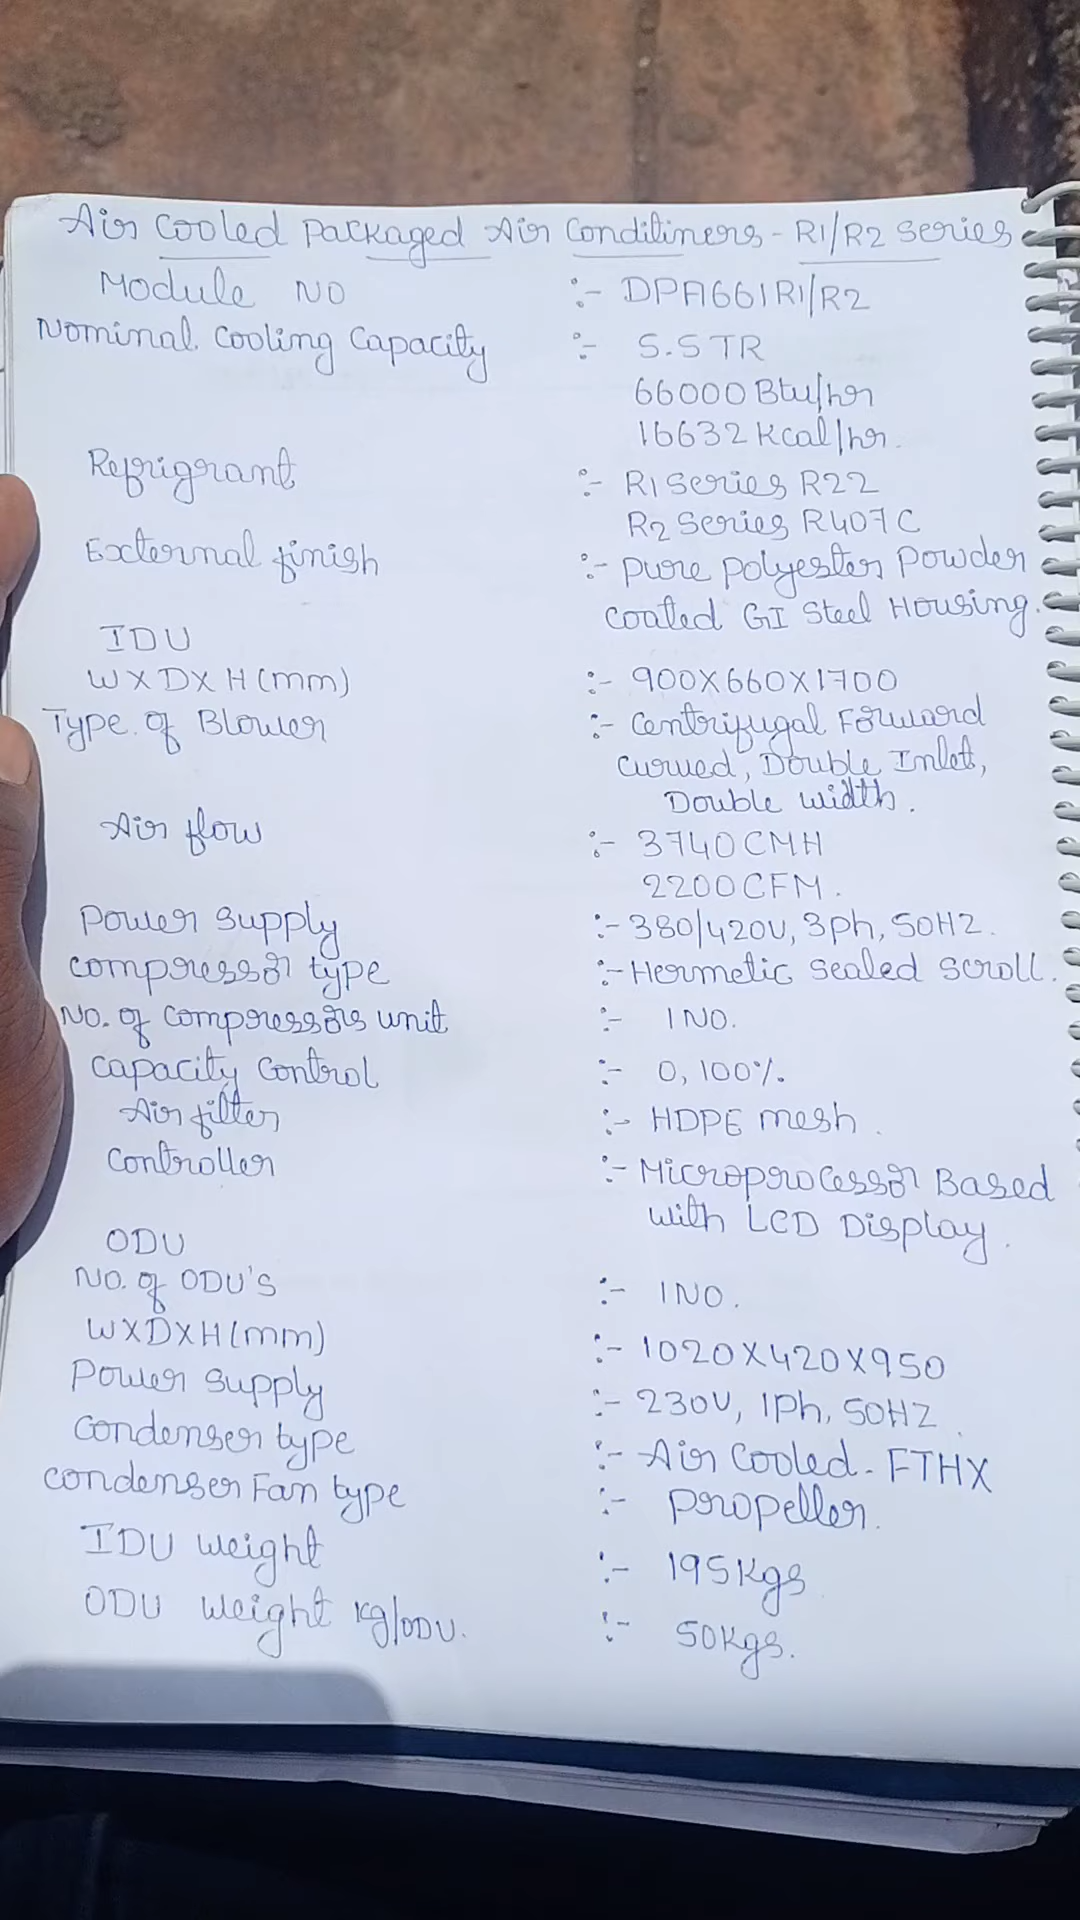 Air Cooled Packaged Air Conditiners - R1/R2 Series
Module NO :- DPA661R1/R2
Nominal Cooling Capacity :- 5.5TR
66000 Btu/hr
16632 Kcal/hr.
Refrigrant :- R1 Series R22
R2 Series R407C
External finish :- Pure polyester Powder
Coated GI Steel Housing.
IDU
WXDXH(mm) :- 900X660X1700
Type of Blower :- Centrifugal Forward
Curved, Double Inlet,
Double width.
Air flow :- 3740CMH
2200CFM.
Power Supply :- 380/420V, 3ph, 50HZ.
Compressor type :- Hermetic Sealed Scroll.
No. of Compressors unit :- 1NO.
Capacity Control :- 0, 100%.
Air filter :- HDPE mesh.
Controller :- Microprocessor Based
with LCD Display.
ODU
NO. of ODU'S :- 1NO.
WXDXH(mm) :- 1020X420X950
Power Supply :- 230V, 1Ph, 50HZ.
Condenser type :- Air Cooled - FTHX
Condenser Fan type :- Propeller.
IDU weight :- 195Kgs
ODU weight kg/ODU. :- 50Kgs.